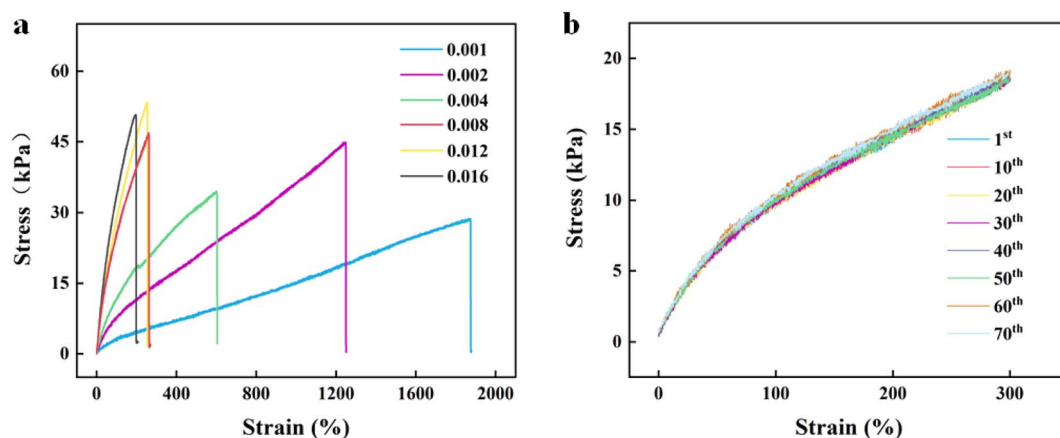 a
Stress（kPa）
60
45
30
15
0
0.001
0.002
0.004
0.008
0.012
0.016
0 400 800 1200 1600 2000
Strain (%)
b
Stress (kPa)
20
15
10
5
0
1st
10th
20th
30th
40th
50th
60th
70th
0 100 200 300
Strain (%)